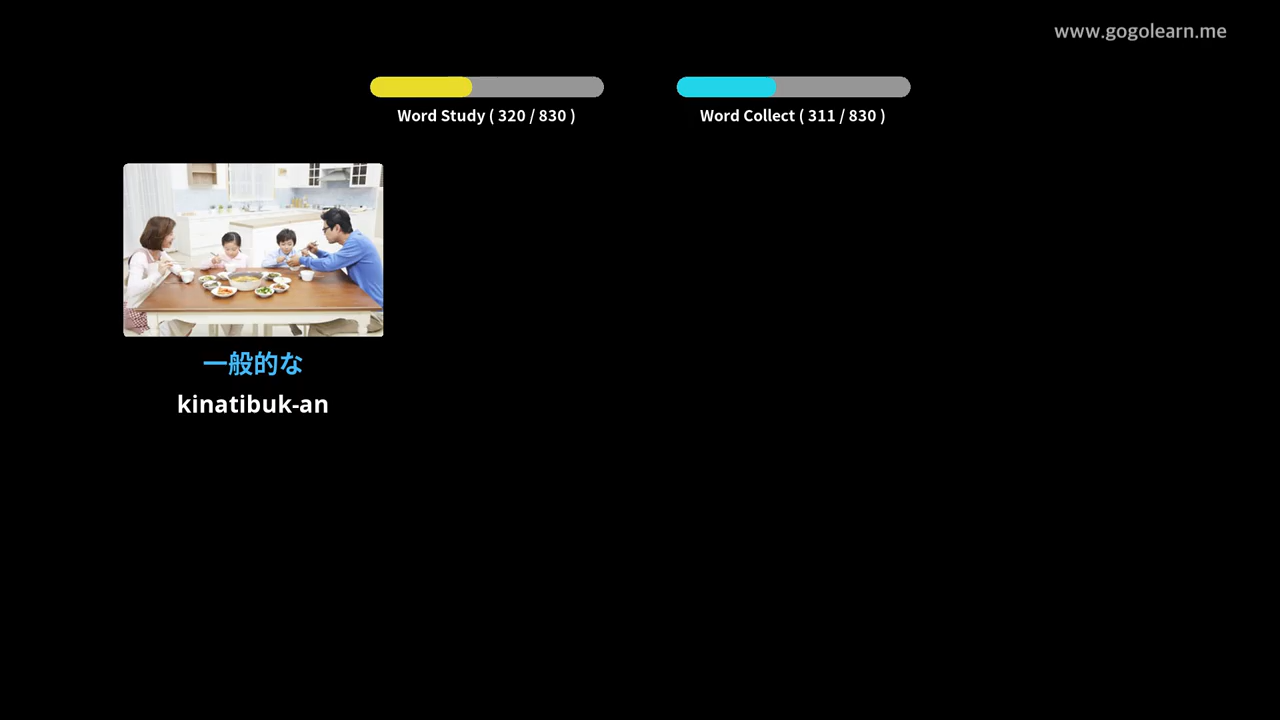 www.gogolearn.me
Word Study ( 320 / 830 )
Word Collect ( 311 / 830 )
一般的な
kinatibuk-an